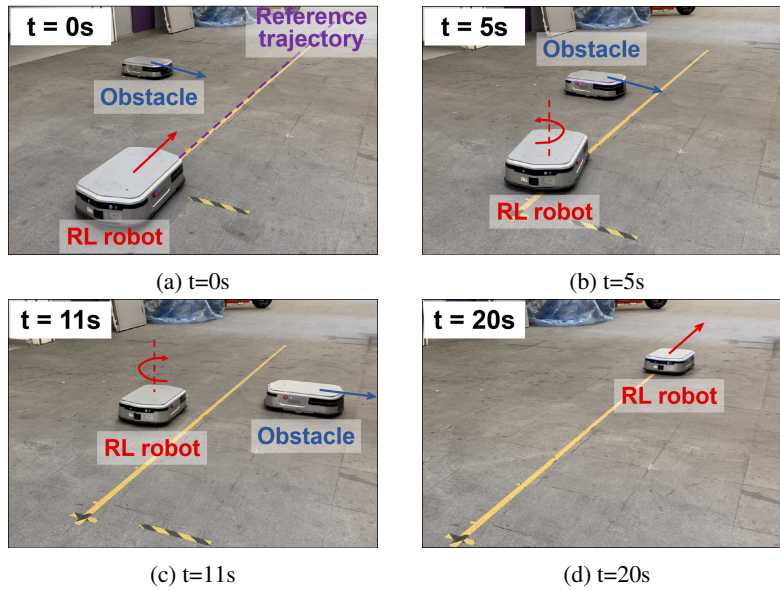 t = 0s
Reference
trajectory
Obstacle
RL robot
(a) t=0s
t = 5s
Obstacle
RL robot
(b) t=5s
t = 11s
RL robot
Obstacle
(c) t=11s
t = 20s
RL robot
(d) t=20s